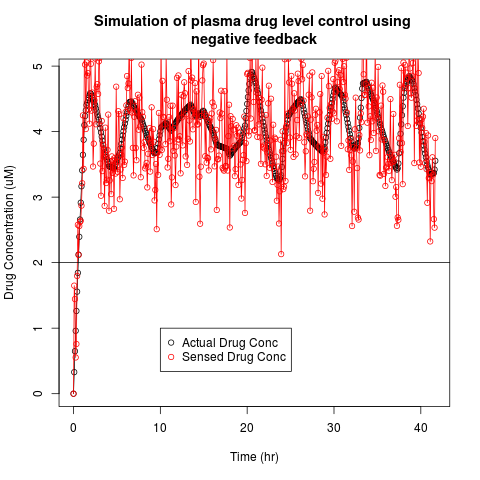 Simulation of plasma drug level control using
negative feedback
Drug Concentration (uM)
5
4
3
2
1
0
Actual Drug Conc
Sensed Drug Conc
0 10 20 30 40
Time (hr)